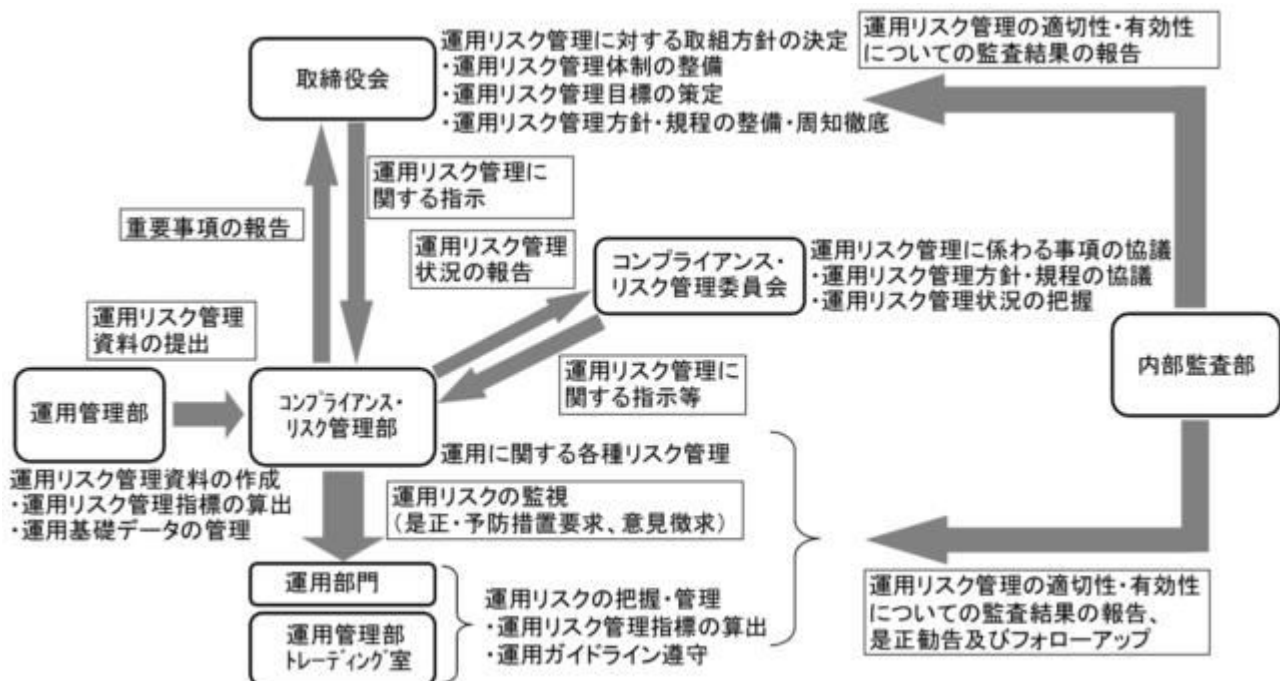 取締役会
運用リスク管理に対する取組方針の決定
・運用リスク管理体制の整備
・運用リスク管理目標の策定
・運用リスク管理方針・規程の整備・周知徹底
運用リスク管理の適切性・有効性
についての監査結果の報告
運用リスク管理に
関する指示
重要事項の報告
運用リスク管理
状況の報告
コンプライアンス・
リスク管理委員会
運用リスク管理に係わる事項の協議
・運用リスク管理方針・規程の協議
・運用リスク管理状況の把握
運用リスク管理
資料の提出
内部監査部
運用管理部
コンプライアンス・
リスク管理部
運用リスク管理に
関する指示等
運用に関する各種リスク管理
運用リスク管理資料の作成
・運用リスク管理指標の算出
・運用基礎データの管理
運用リスクの監視
(是正・予防措置要求、意見徴求)
運用部門
運用管理部
トレーディング室
運用リスクの把握・管理
・運用リスク管理指標の算出
・運用ガイドライン遵守
運用リスク管理の適切性・有効性
についての監査結果の報告、
是正勧告及びフォローアップ